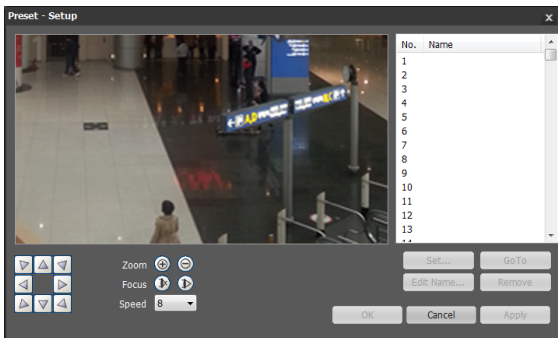 Preset - Setup
x
No. Name
1
2
3
4
5
6
7
8
9
10
11
12
13
14
A,D
B,C
Zoom
Focus
Speed 8
Set... GoTo
Edit Name... Remove
OK Cancel Apply